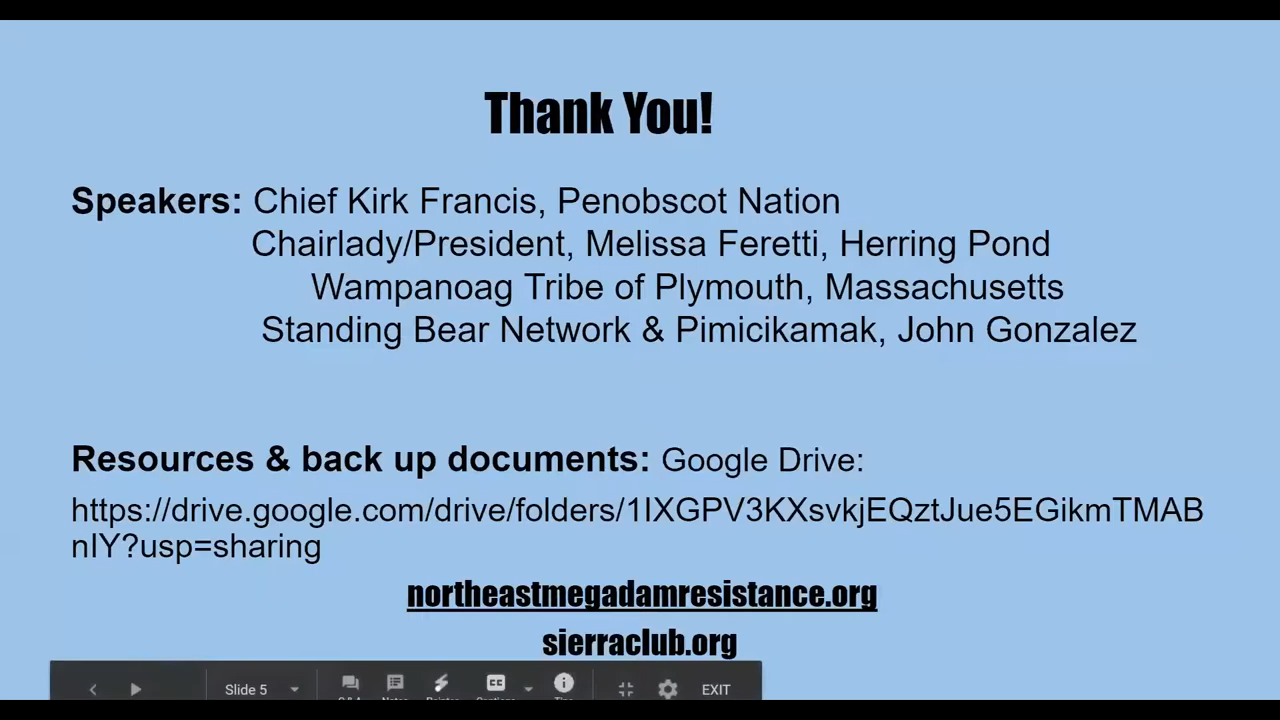 Thank You!
Speakers: Chief Kirk Francis, Penobscot Nation
Chairlady/President, Melissa Feretti, Herring Pond
Wampanoag Tribe of Plymouth, Massachusetts
Standing Bear Network & Pimicikamak, John Gonzalez
Resources & back up documents: Google Drive:
https://drive.google.com/drive/folders/1IXGPV3KXsvkjEQztJue5EGikmTMAB
nIY?usp=sharing
northeastmegadamresistance.org
sierraclub.org
Slide 5
CC
EXIT